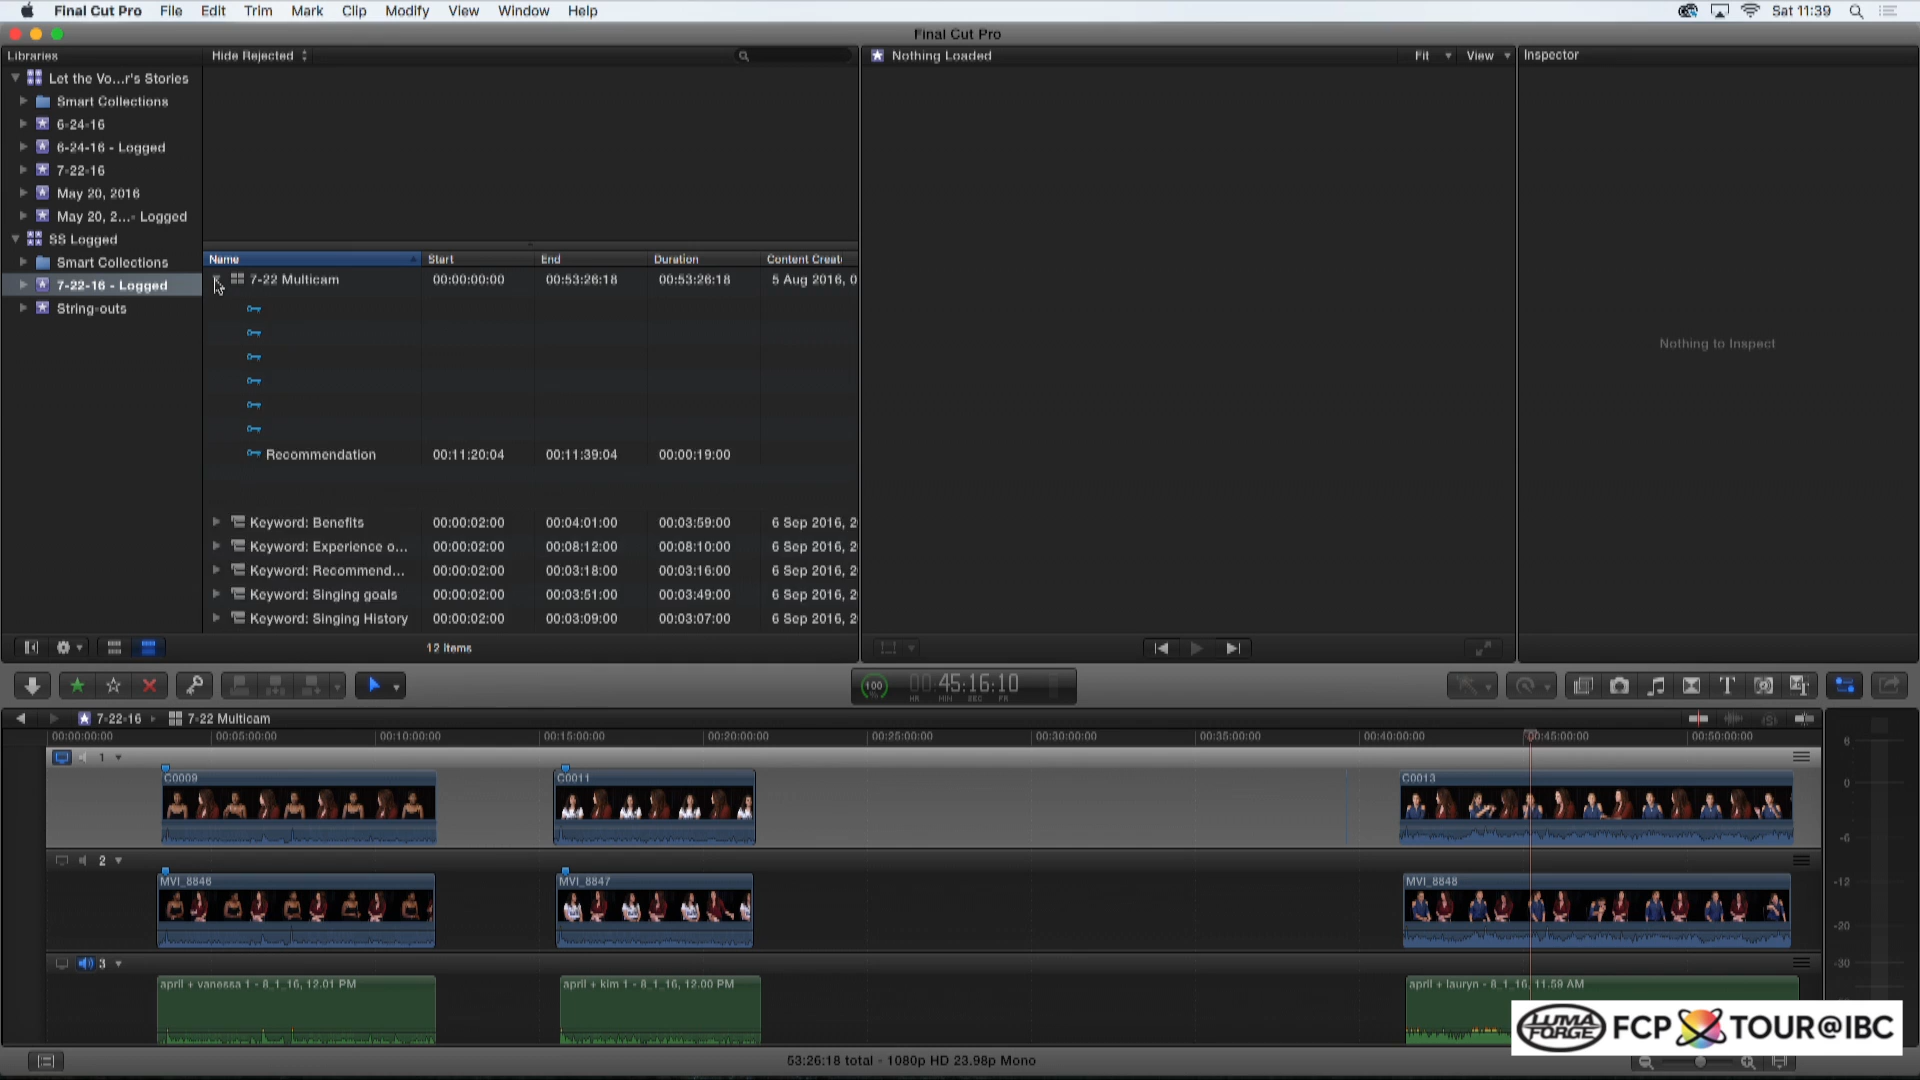 Final Cut Pro File Edit Trim Mark Clip Modify View Window Help
Sat 11:39
Final Cut Pro
Libraries
Hide Rejected
Nothing Loaded
Fit
View
Inspector
Let the Vo...r's Stories
Smart Collections
6-24-16
6-24-16 - Logged
7-22-16
May 20, 2016
May 20, 2...- Logged
SS Logged
Smart Collections
7-22-16 - Logged
String-outs
Name Start End Duration Content Create
7-22 Multicam 00:00:00:00 00:53:26:18 00:53:26:18 5 Aug 2016, 0
Recommendation 00:11:20:04 00:11:39:04 00:00:19:00
Keyword: Benefits 00:00:02:00 00:04:01:00 00:03:59:00 6 Sep 2016, 2
Keyword: Experience o... 00:00:02:00 00:08:12:00 00:08:10:00 6 Sep 2016, 2
Keyword: Recommend... 00:00:02:00 00:03:18:00 00:03:16:00 6 Sep 2016, 2
Keyword: Singing goals 00:00:02:00 00:03:51:00 00:03:49:00 6 Sep 2016, 2
Keyword: Singing History 00:00:02:00 00:03:09:00 00:03:07:00 6 Sep 2016, 2
Nothing to Inspect
12 Items
100 %
00:45:16:10
HR MIN SEC FR
7-22-16
7-22 Multicam
00:00:00:00 00:05:00:00 00:10:00:00 00:15:00:00 00:20:00:00 00:25:00:00 00:30:00:00 00:35:00:00 00:40:00:00 00:45:00:00 00:50:00:00
1
C0009
C0011
C0013
2
MVI_8846
MVI_8847
MVI_8848
3
april + vanessa 1 - 8_1_16, 12.01 PM
april + kim 1 - 8_1_16, 12.00 PM
april + lauryn - 8_1_16, 11.59 AM
6
0
-6
-12
-20
-30
LUMA
FORGE
FCP X TOUR@IBC
53:26:18 total - 1080p HD 23.98p Mono